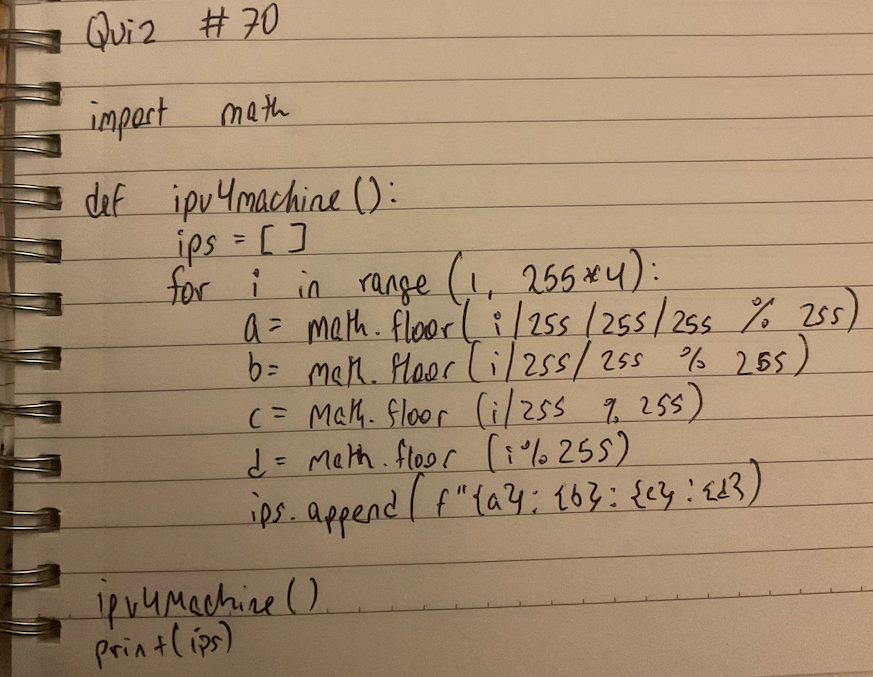 Quiz #70
import math
def ipv4machine():
ips = []
for i in range (1, 255*4):
a = math.floor( i/255/255/255 % 255)
b= math.floor(i/255/255 % 255)
c = math.floor (i/255 % 255)
d = math.floor (i%255)
ips.append( f"{a}:{b}:{c}:{d})
ipv4Machine()
print(ips)